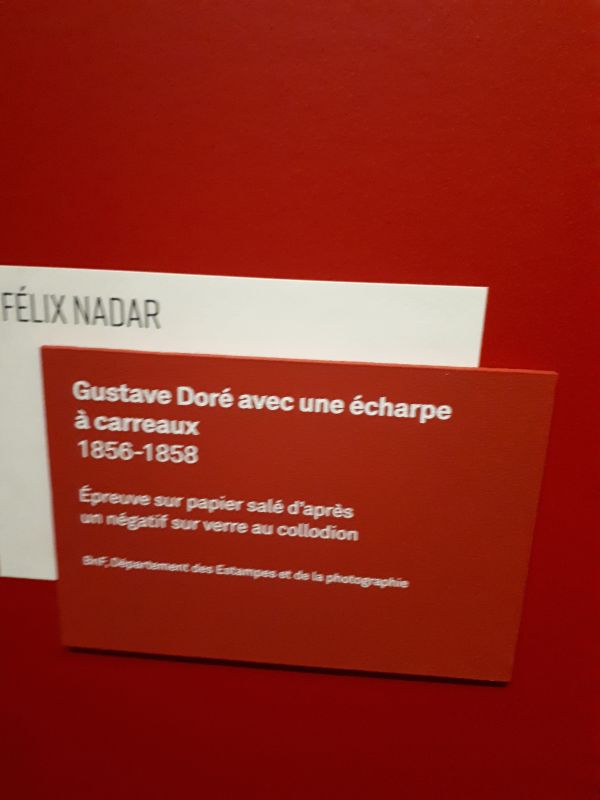 FÉLIX NADAR
Gustave Doré avec une écharpe
à carreaux
1856-1858
Épreuve sur papier salé d'après
un négatif sur verre au collodion
BnF, Département des Estampes et de la photographie